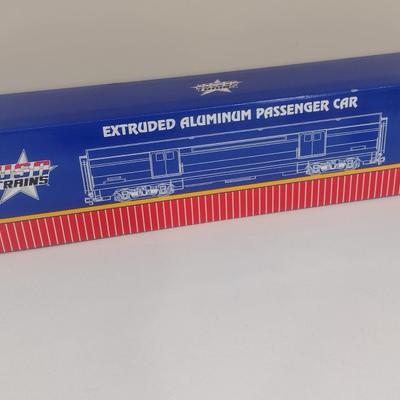 EXTRUDED ALUMINUM PASSENGER CAR
USA
TRAINS